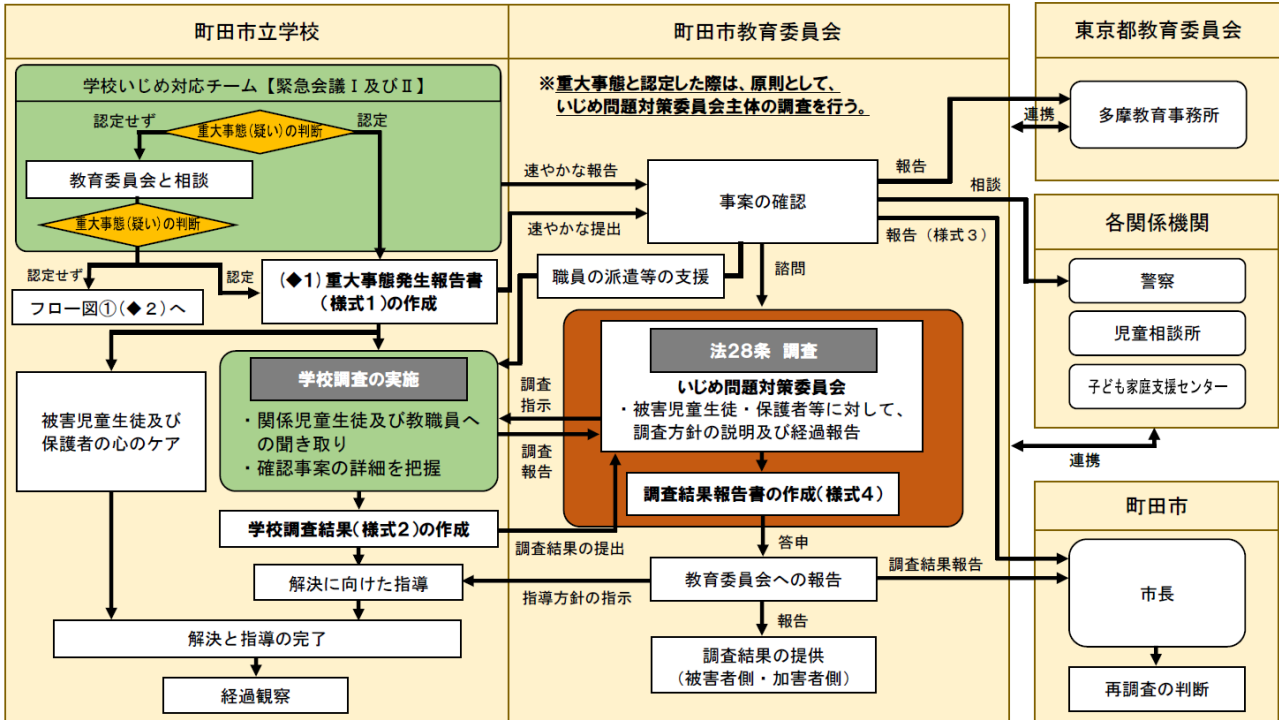 町田市立学校
学校いじめ対応チーム【緊急会議Ⅰ及びⅡ】
認定せず
重大事態(疑い)の判断
認定
教育委員会と相談
重大事態(疑い)の判断
認定せず
認定
フロー図①(◆2)へ
(◆1)重大事態発生報告書
(様式1)の作成
被害児童生徒及び
保護者の心のケア
学校調査の実施
・関係児童生徒及び教職員へ
の聞き取り
・確認事案の詳細を把握
学校調査結果(様式2)の作成
解決に向けた指導
解決と指導の完了
経過観察
町田市教育委員会
※重大事態と認定した際は、原則として、
いじめ問題対策委員会主体の調査を行う。
速やかな報告
速やかな提出
事案の確認
職員の派遣等の支援
諮問
報告
相談
報告(様式3)
法28条 調査
いじめ問題対策委員会
・被害児童生徒・保護者等に対して、
調査方針の説明及び経過報告
調査
指示
調査
報告
調査結果報告書の作成(様式4)
調査結果の提出
答申
教育委員会への報告
調査結果報告
指導方針の指示
報告
調査結果の提供
(被害者側・加害者側)
東京都教育委員会
連携
多摩教育事務所
各関係機関
警察
児童相談所
子ども家庭支援センター
連携
町田市
市長
再調査の判断